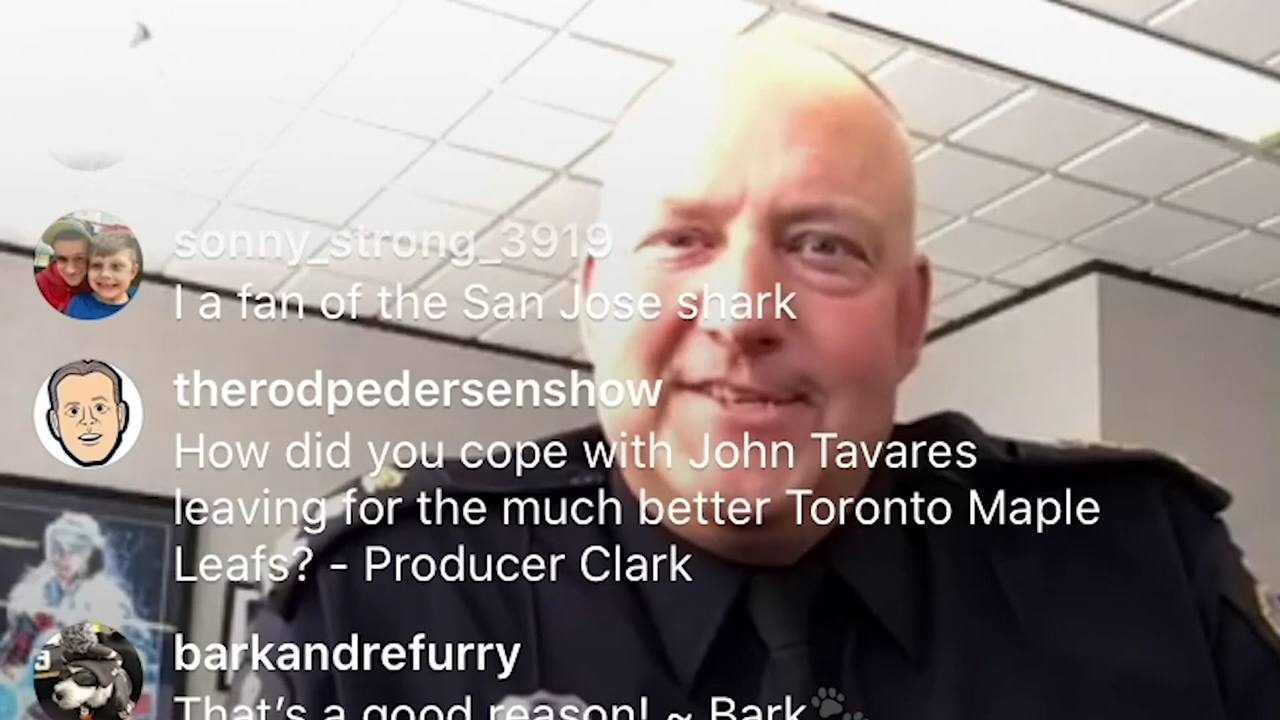 sonny_strong_3919
I a fan of the San Jose shark
therodpedersenshow
How did you cope with John Tavares
leaving for the much better Toronto Maple
Leafs? - Producer Clark
barkandrefurry
That's a good reason! ~ Bark🐾